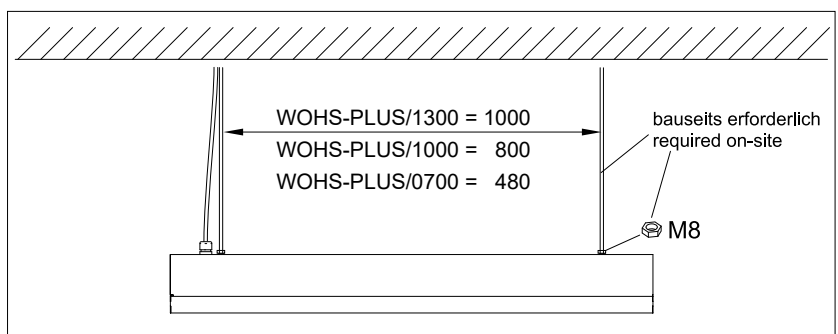 WOHS-PLUS/1300 = 1000
WOHS-PLUS/1000 = 800
WOHS-PLUS/0700 = 480
bauseits erforderlich
required on-site
M8